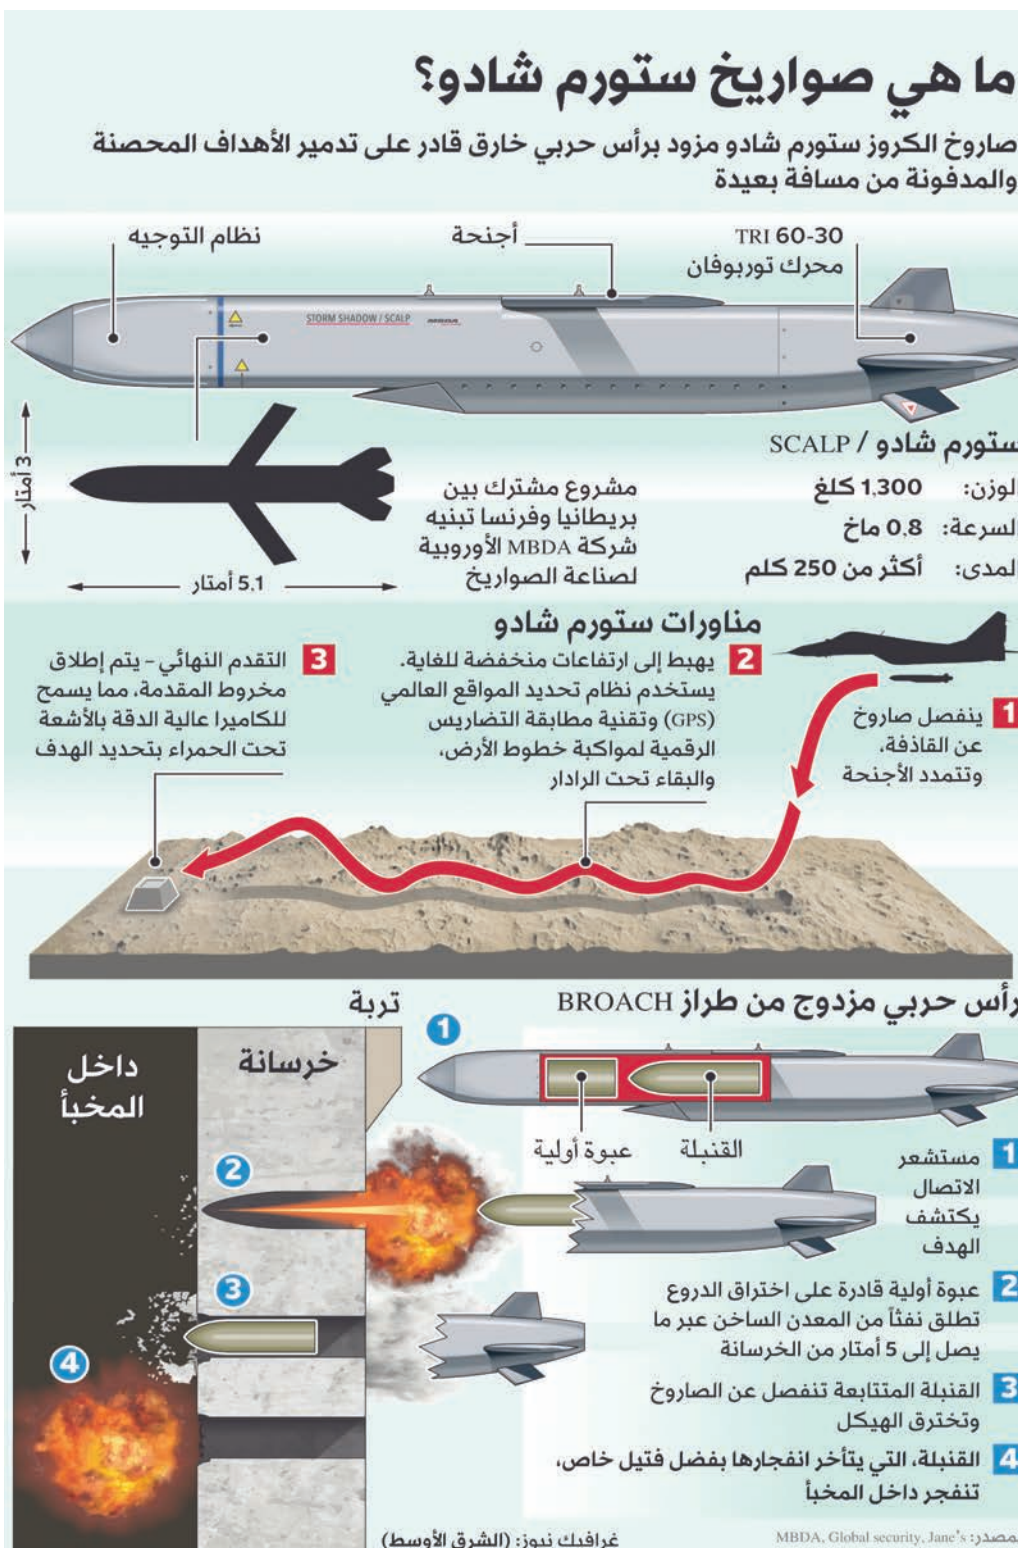 ما هي صواريخ ستورم شادو؟
صاروخ الكروز ستورم شادو مزود برأس حربي خارق قادر على تدمير الأهداف المحصنة
والمدفونة من مسافة بعيدة
TRI 60-30
محرك توربوفان
أجنحة
نظام التوجيه
STORM SHADOW / SCALP
MBDA
ستورم شادو / SCALP
الوزن: 1,300 كلغ
السرعة: 0,8 ماخ
المدى: أكثر من 250 كلم
مشروع مشترك بين
بريطانيا وفرنسا تبنيه
شركة MBDA الأوروبية
لصناعة الصواريخ
3 أمتار
5,1 أمتار
مناورات ستورم شادو
1 ينفصل صاروخ
عن القاذفة،
وتتمدد الأجنحة
2 يهبط إلى ارتفاعات منخفضة للغاية.
يستخدم نظام تحديد المواقع العالمي
(GPS) وتقنية مطابقة التضاريس
الرقمية لمواكبة خطوط الأرض،
والبقاء تحت الرادار
3 التقدم النهائي – يتم إطلاق
مخروط المقدمة، مما يسمح
للكاميرا عالية الدقة بالأشعة
تحت الحمراء بتحديد الهدف
رأس حربي مزدوج من طراز BROACH
تربة
خرسانة
داخل
المخبأ
1
القنبلة
عبوة أولية
2
3
4
1 مستشعر
الاتصال
يكتشف
الهدف
2 عبوة أولية قادرة على اختراق الدروع
تطلق نفثاً من المعدن الساخن عبر ما
يصل إلى 5 أمتار من الخرسانة
3 القنبلة المتتابعة تنفصل عن الصاروخ
وتخترق الهيكل
4 القنبلة، التي يتأخر انفجارها بفضل فتيل خاص،
تنفجر داخل المخبأ
المصدر: MBDA, Global security, Jane's
غرافيك نيوز: (الشرق الأوسط)